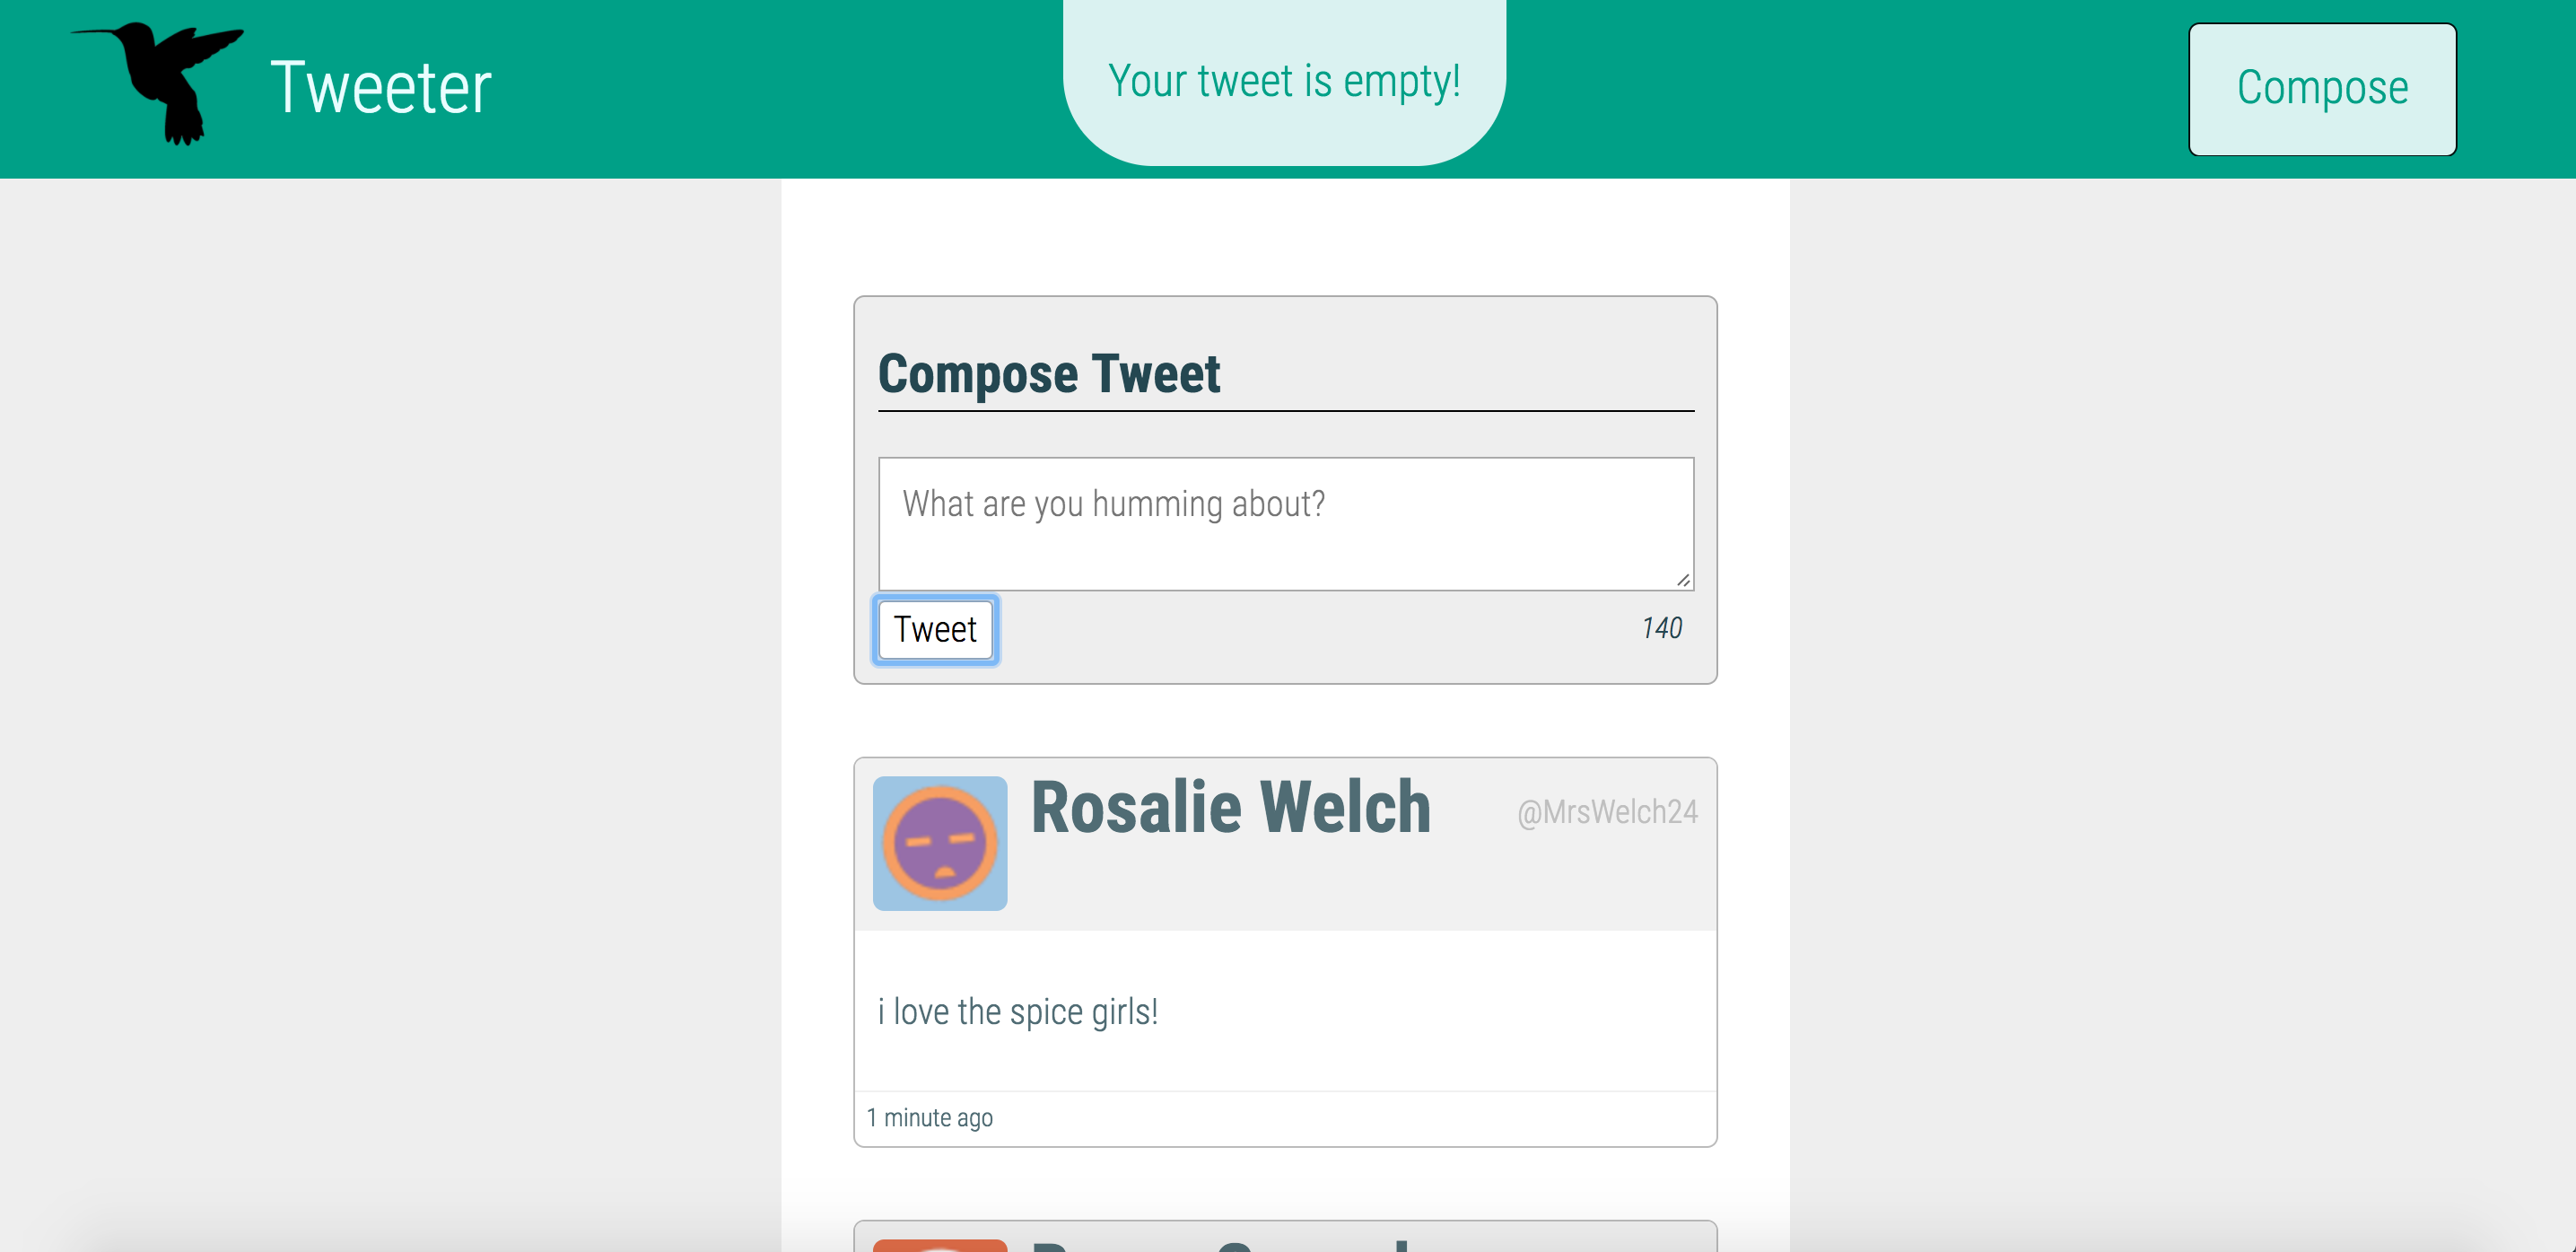 Tweeter
Your tweet is empty!
Compose
Compose Tweet
What are you humming about?
Tweet
140
Rosalie Welch
@MrsWelch24
i love the spice girls!
1 minute ago